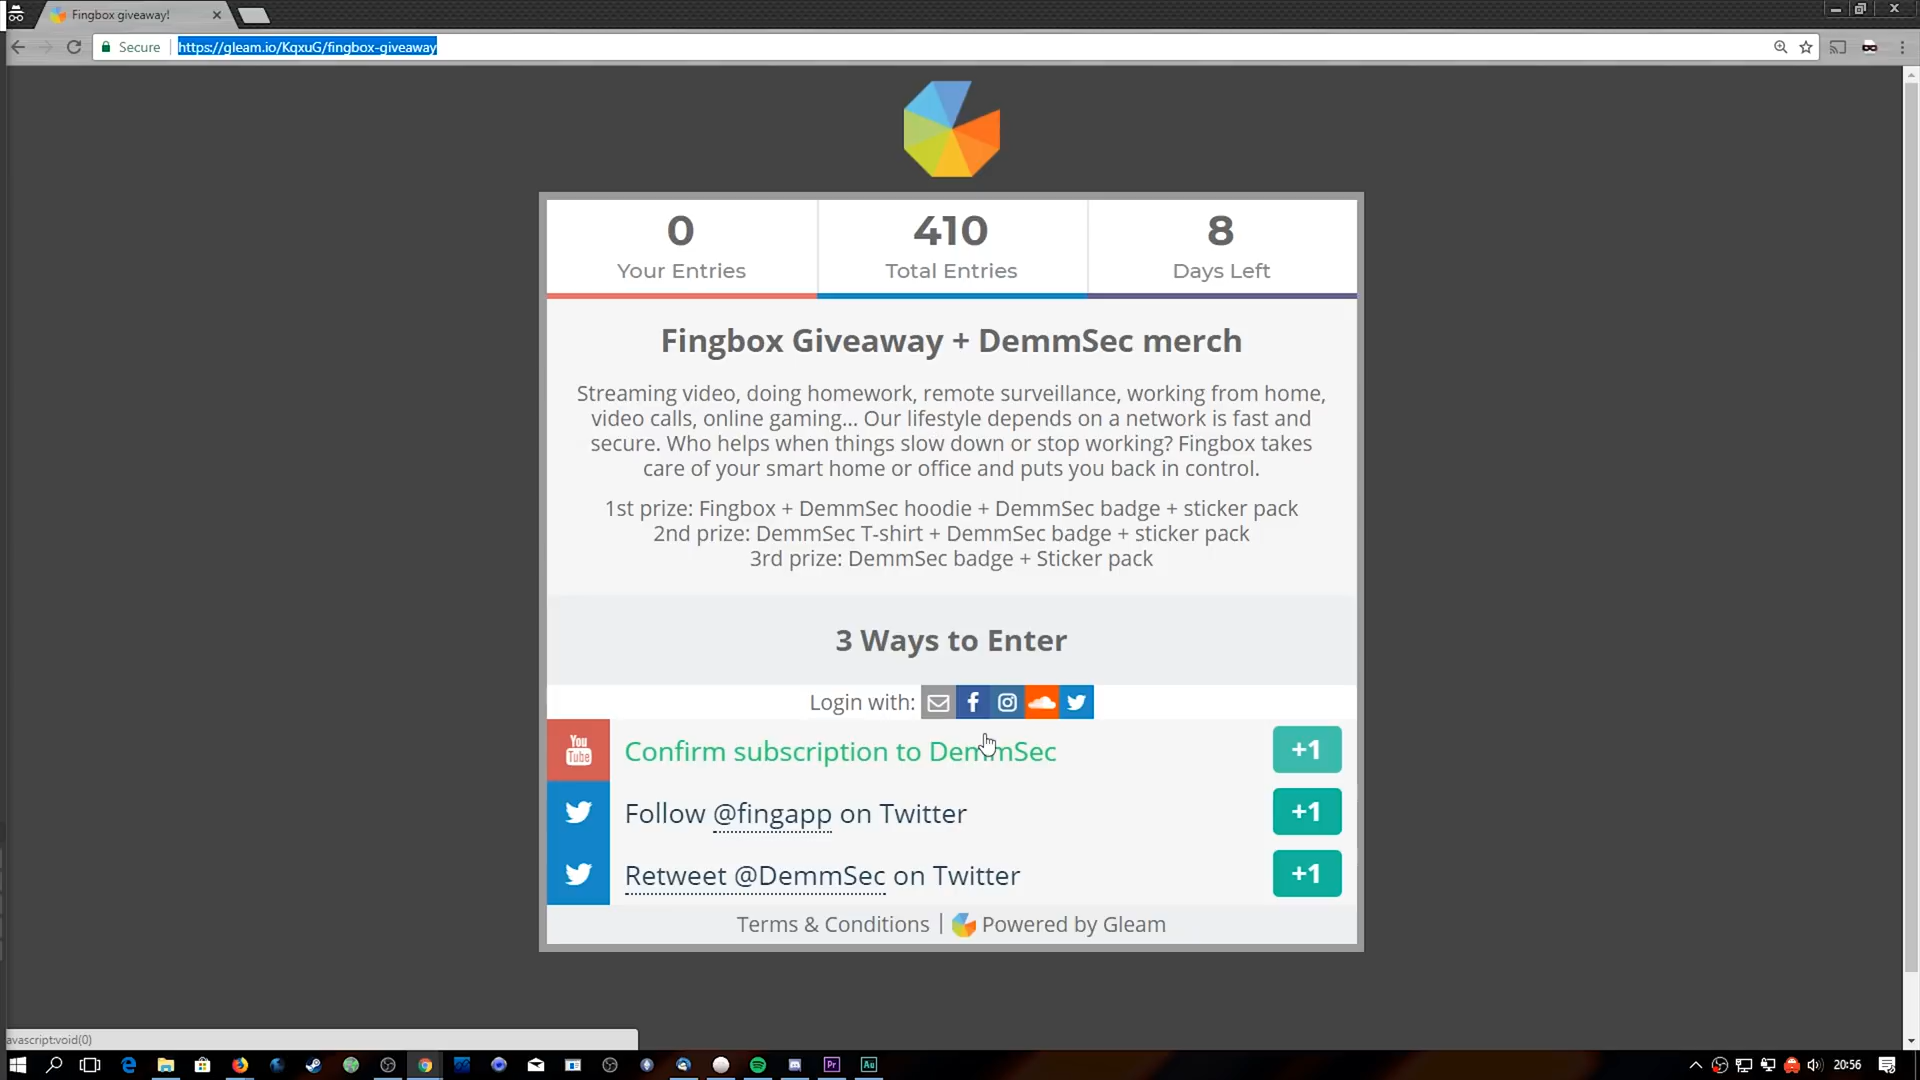 Fingbox giveaway!
Secure
https://gleam.io/KqxuG/fingbox-giveaway
0
Your Entries
410
Total Entries
8
Days Left
Fingbox Giveaway + DemmSec merch
Streaming video, doing homework, remote surveillance, working from home,
video calls, online gaming... Our lifestyle depends on a network is fast and
secure. Who helps when things slow down or stop working? Fingbox takes
care of your smart home or office and puts you back in control.
1st prize: Fingbox + DemmSec hoodie + DemmSec badge + sticker pack
2nd prize: DemmSec T-shirt + DemmSec badge + sticker pack
3rd prize: DemmSec badge + Sticker pack
3 Ways to Enter
Login with:
You Tube
Confirm subscription to DemmSec
+1
Follow @fingapp on Twitter
+1
Retweet @DemmSec on Twitter
+1
Terms & Conditions | Powered by Gleam
avascript:void(0)
Pr
Au
20:56